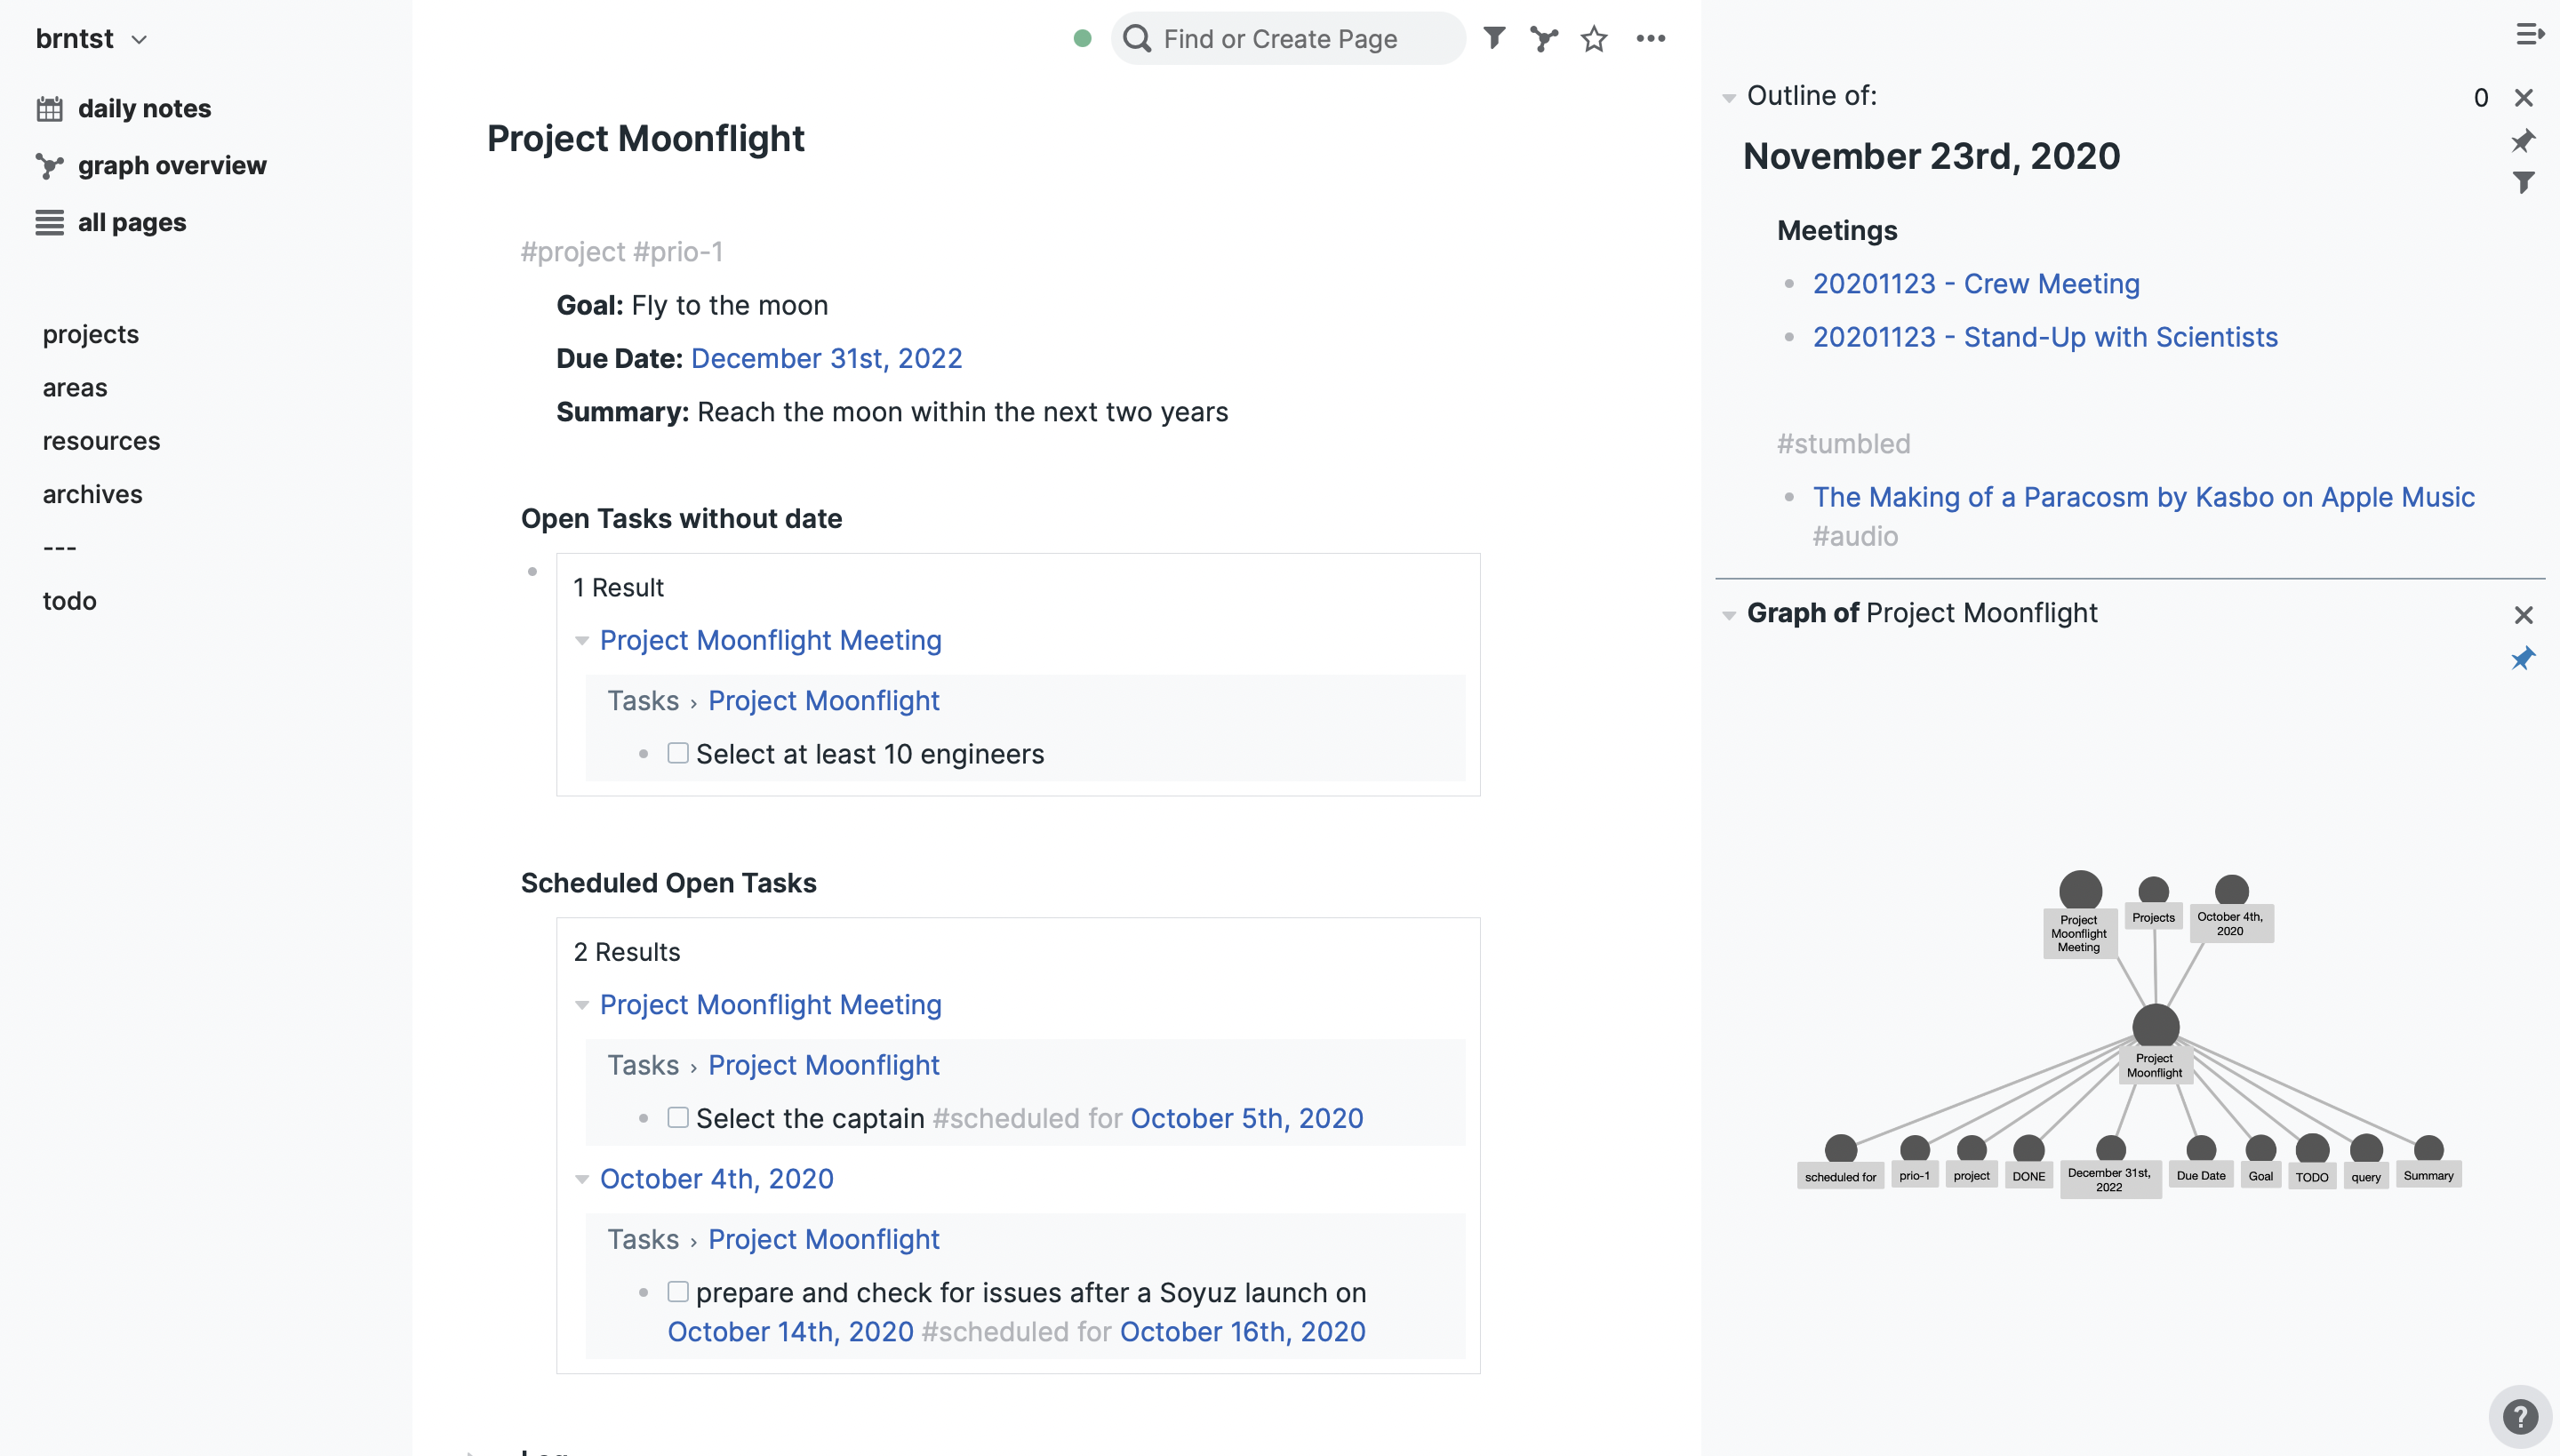 brntst
daily notes
graph overview
all pages
projects
areas
resources
archives
---
todo
Find or Create Page
Project Moonflight
#project #prio-1
Goal: Fly to the moon
Due Date: December 31st, 2022
Summary: Reach the moon within the next two years
Open Tasks without date
1 Result
Project Moonflight Meeting
Tasks › Project Moonflight
Select at least 10 engineers
Scheduled Open Tasks
2 Results
Project Moonflight Meeting
Tasks › Project Moonflight
Select the captain #scheduled for October 5th, 2020
October 4th, 2020
Tasks › Project Moonflight
prepare and check for issues after a Soyuz launch on
October 14th, 2020 #scheduled for October 16th, 2020
Outline of:
0
November 23rd, 2020
Meetings
20201123 - Crew Meeting
20201123 - Stand-Up with Scientists
#stumbled
The Making of a Paracosm by Kasbo on Apple Music
#audio
Graph of Project Moonflight
Project
Moonflight
Meeting
Projects
October 4th,
2020
Project
Moonflight
scheduled for
prio-1
project
DONE
December 31st,
2022
Due Date
Goal
TODO
query
Summary
?